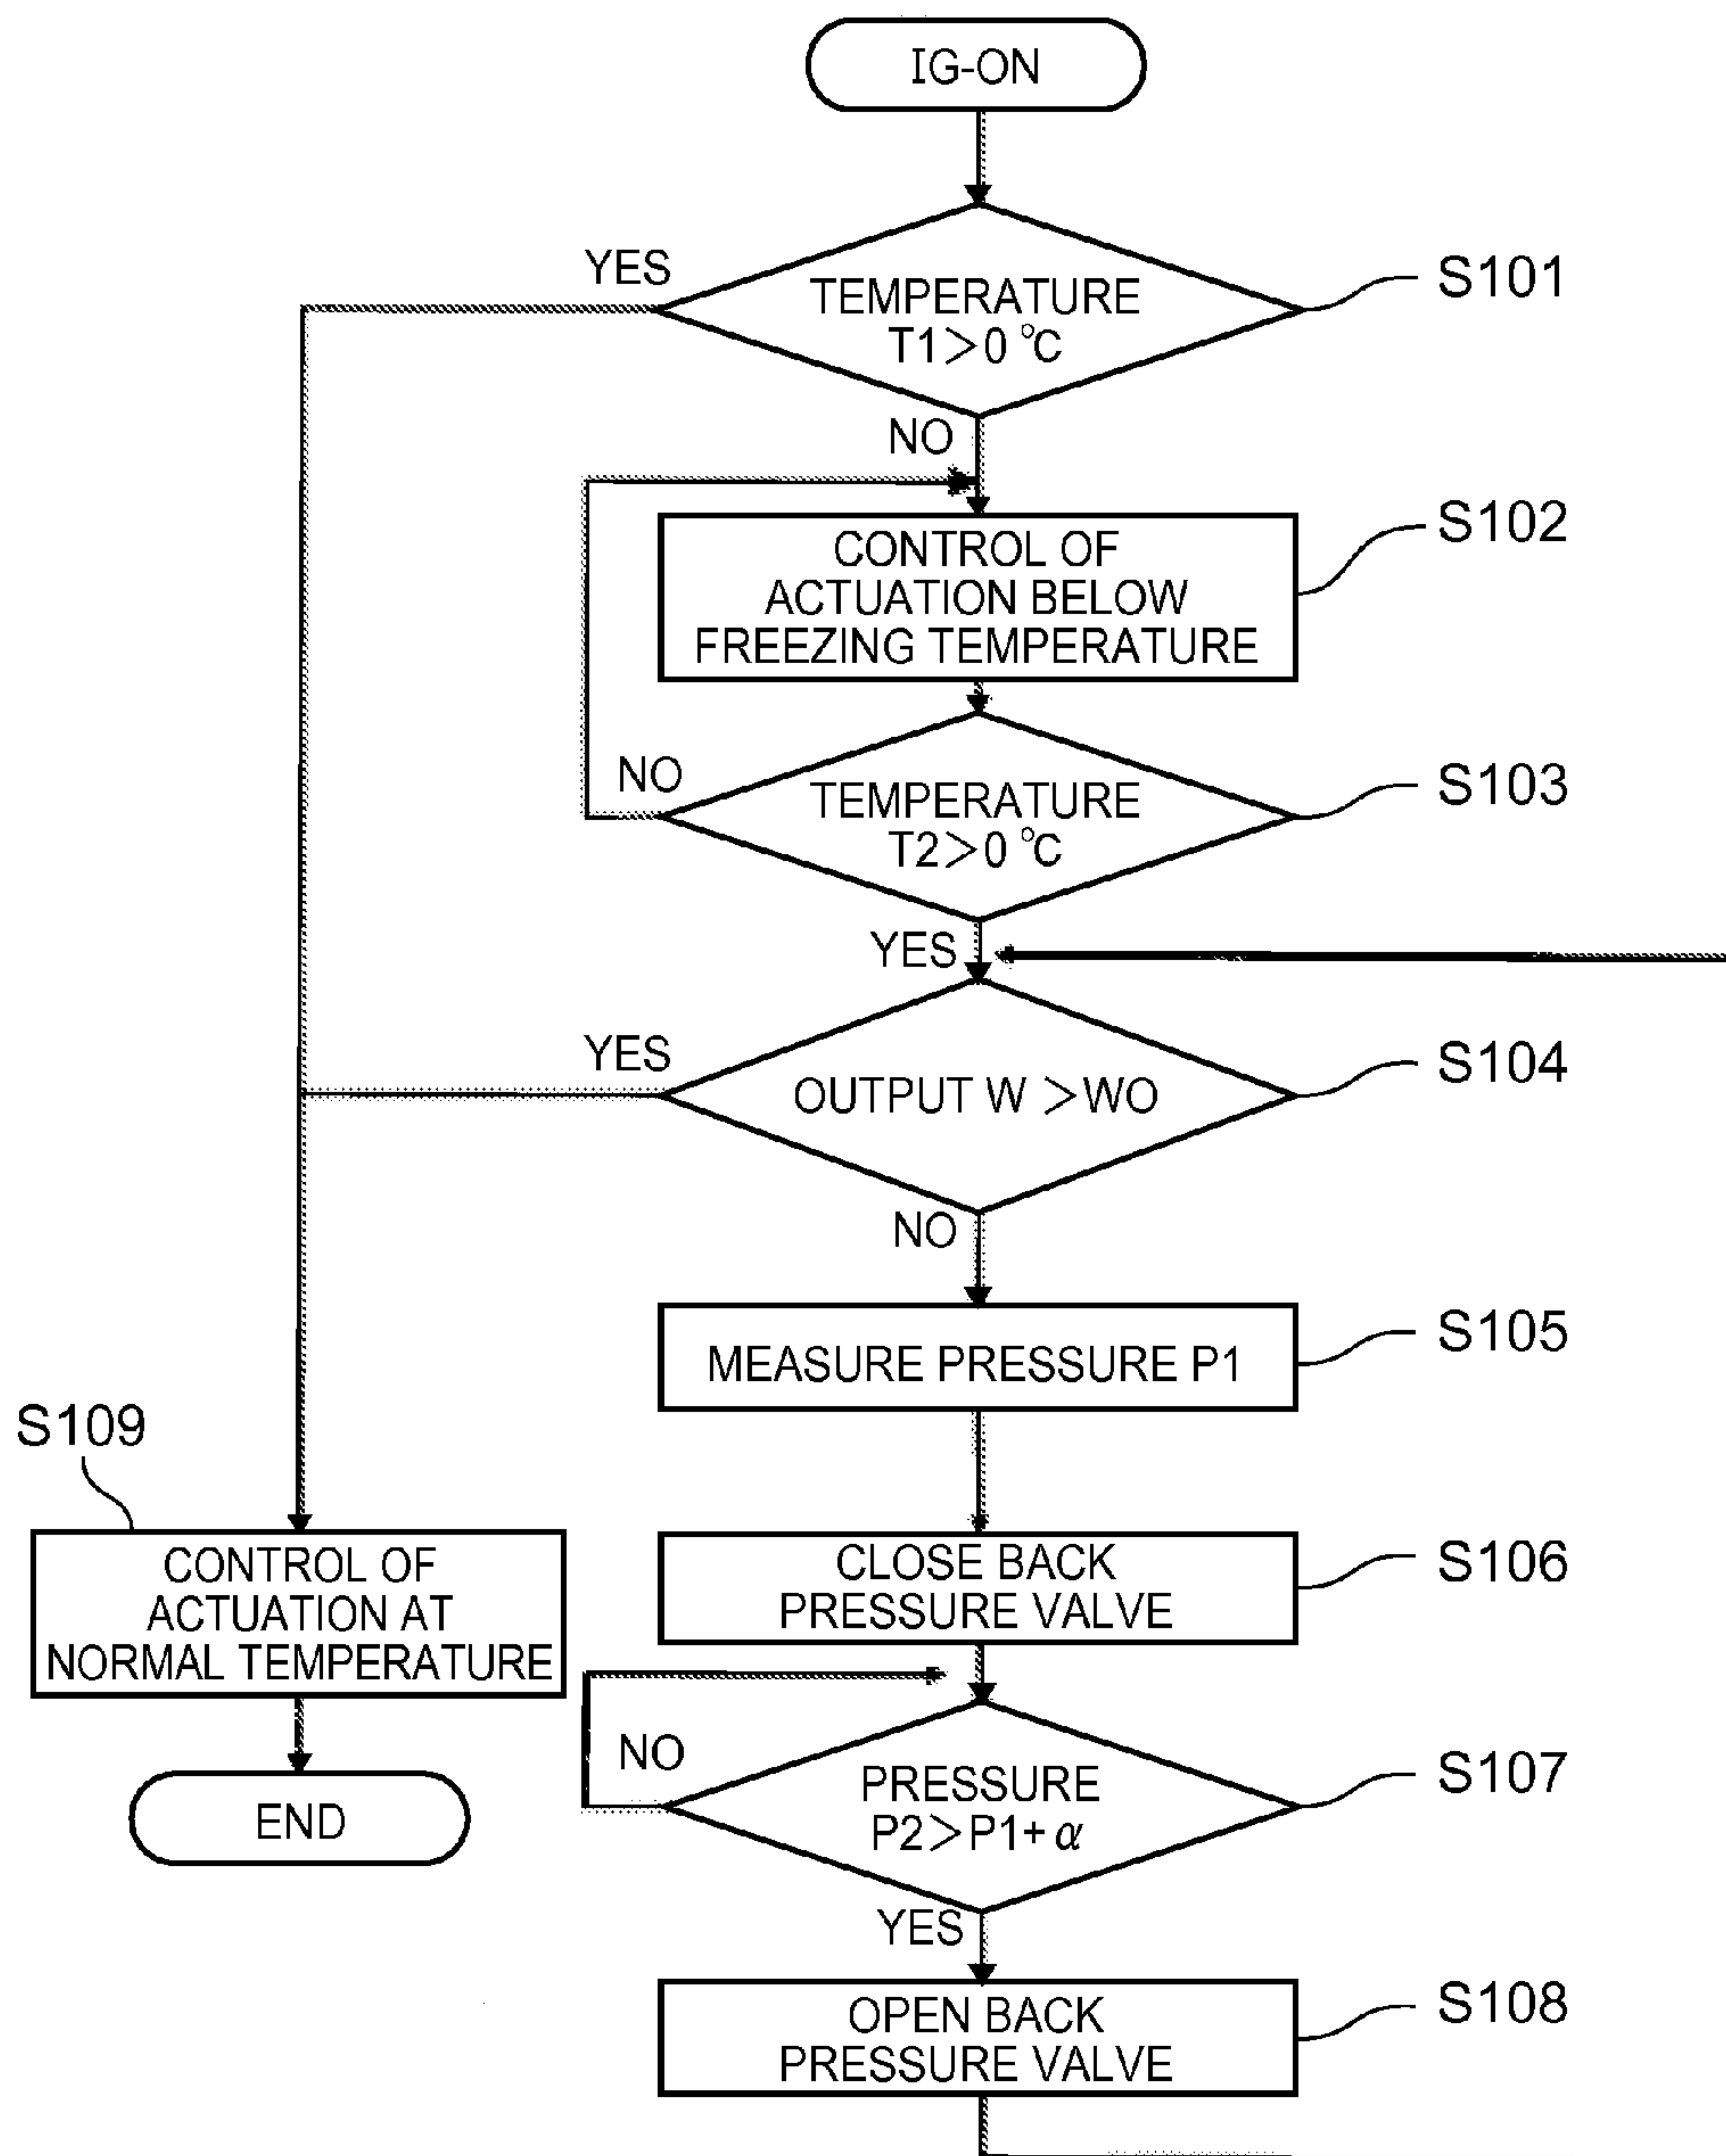 IG-ON
YES
TEMPERATURE
T1>0 ℃
S101
NO
CONTROL OF
ACTUATION BELOW
FREEZING TEMPERATURE
S102
NO
TEMPERATURE
T2>0 ℃
S103
YES
YES
OUTPUT W >WO
S104
NO
MEASURE PRESSURE P1
S105
S109
CONTROL OF
ACTUATION AT
NORMAL TEMPERATURE
CLOSE BACK
PRESSURE VALVE
S106
NO
PRESSURE
P2>P1+α
S107
END
YES
OPEN BACK
PRESSURE VALVE
S108